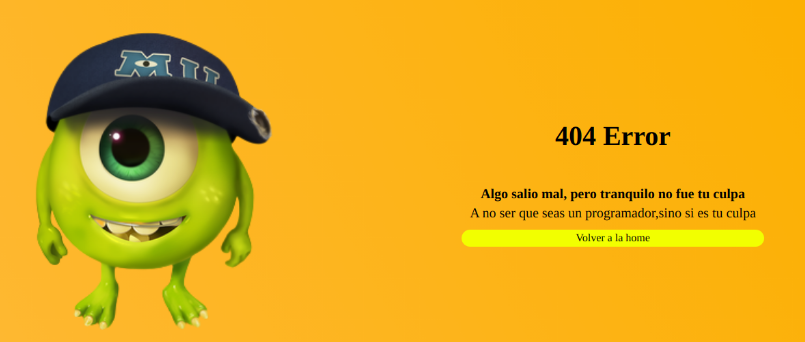 MU
404 Error
Algo salio mal, pero tranquilo no fue tu culpa
A no ser que seas un programador,sino si es tu culpa
Volver a la home